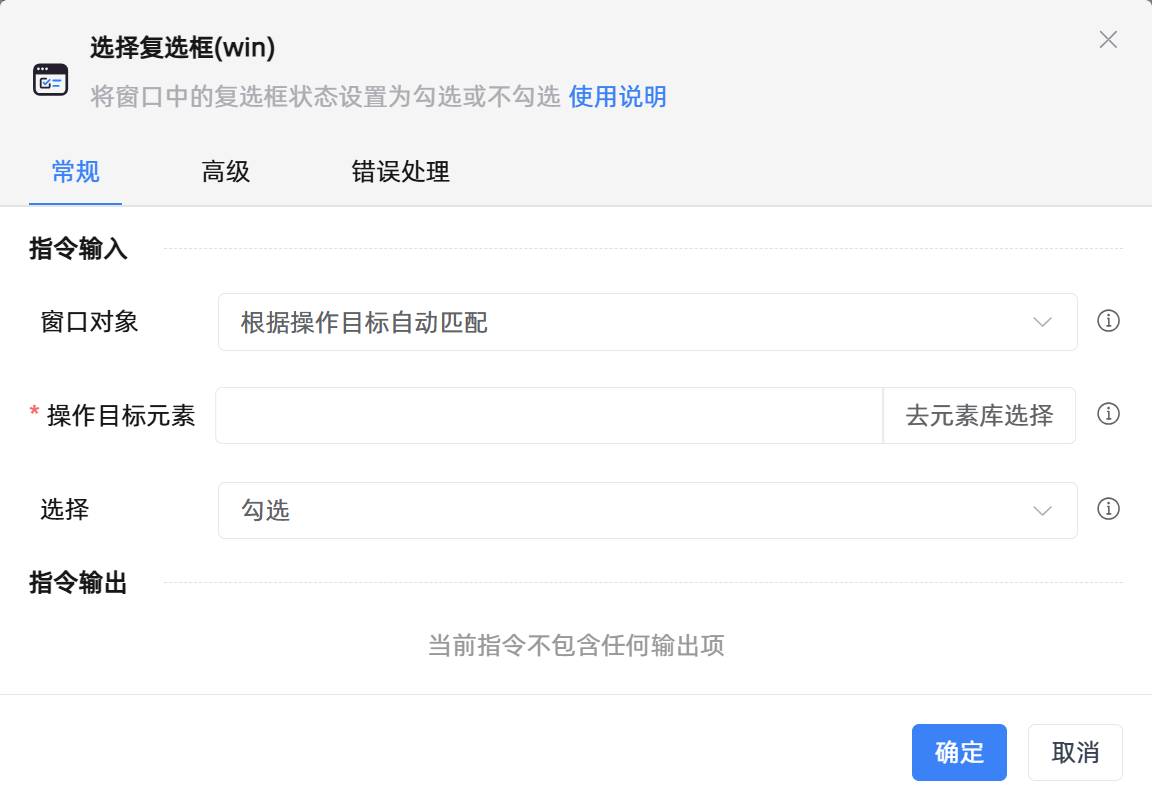 选择复选框(win)
将窗口中的复选框状态设置为勾选或不勾选 使用说明
常规 高级 错误处理
指令输入
窗口对象 根据操作目标自动匹配
* 操作目标元素 去元素库选择
选择 勾选
指令输出
当前指令不包含任何输出项
确定 取消